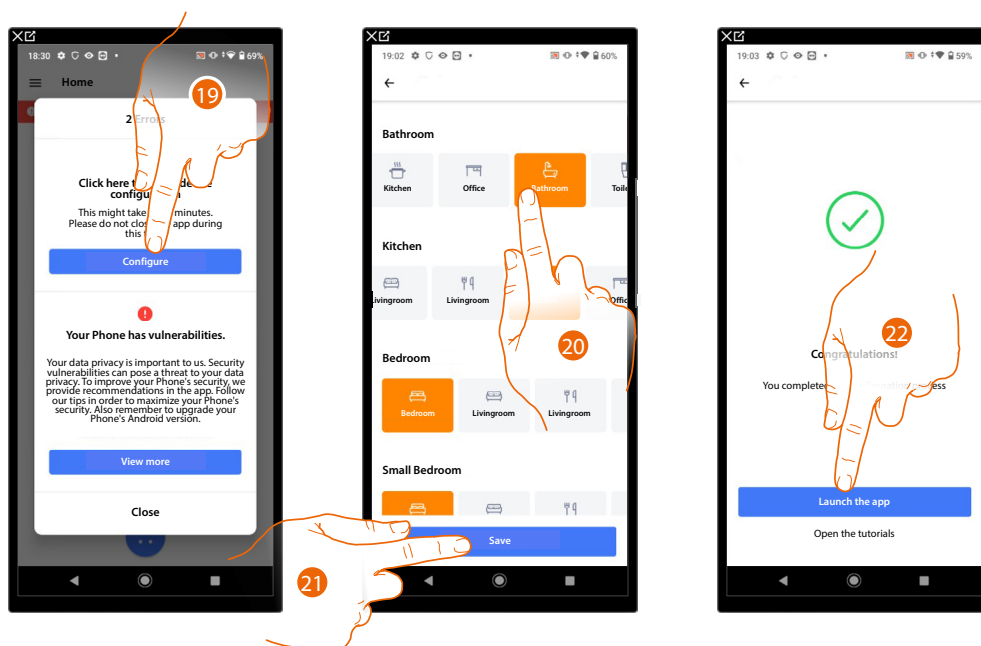 18:30
69%
Home
19
2 Errors
Click here
This might take minutes.
Please do not app during
this
Configure
Your Phone has vulnerabilities.
Your data privacy is important to us. Security
vulnerabilities can pose a threat to your data
privacy. To improve your Phone's security, we
provide recommendations in the app. Follow
our tips in order to maximize your Phone's
security. Also remember to upgrade your
Phone's Android version.
View more
Close
21
19:02
60%
Bathroom
Kitchen
Office
Bathroom
Kitchen
Livingroom
Bedroom
20
Bedroom
Livingroom
Livingroom
Small Bedroom
Save
19:03
59%
22
Congratulations!
You completed
Launch the app
Open the tutorials